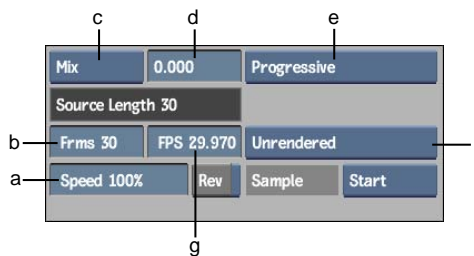 c d e
Mix 0.000 Progressive
Source Length 30
b Frms 30 FPS 29.970 Unrendered
a Speed 100% Rev Sample Start
g